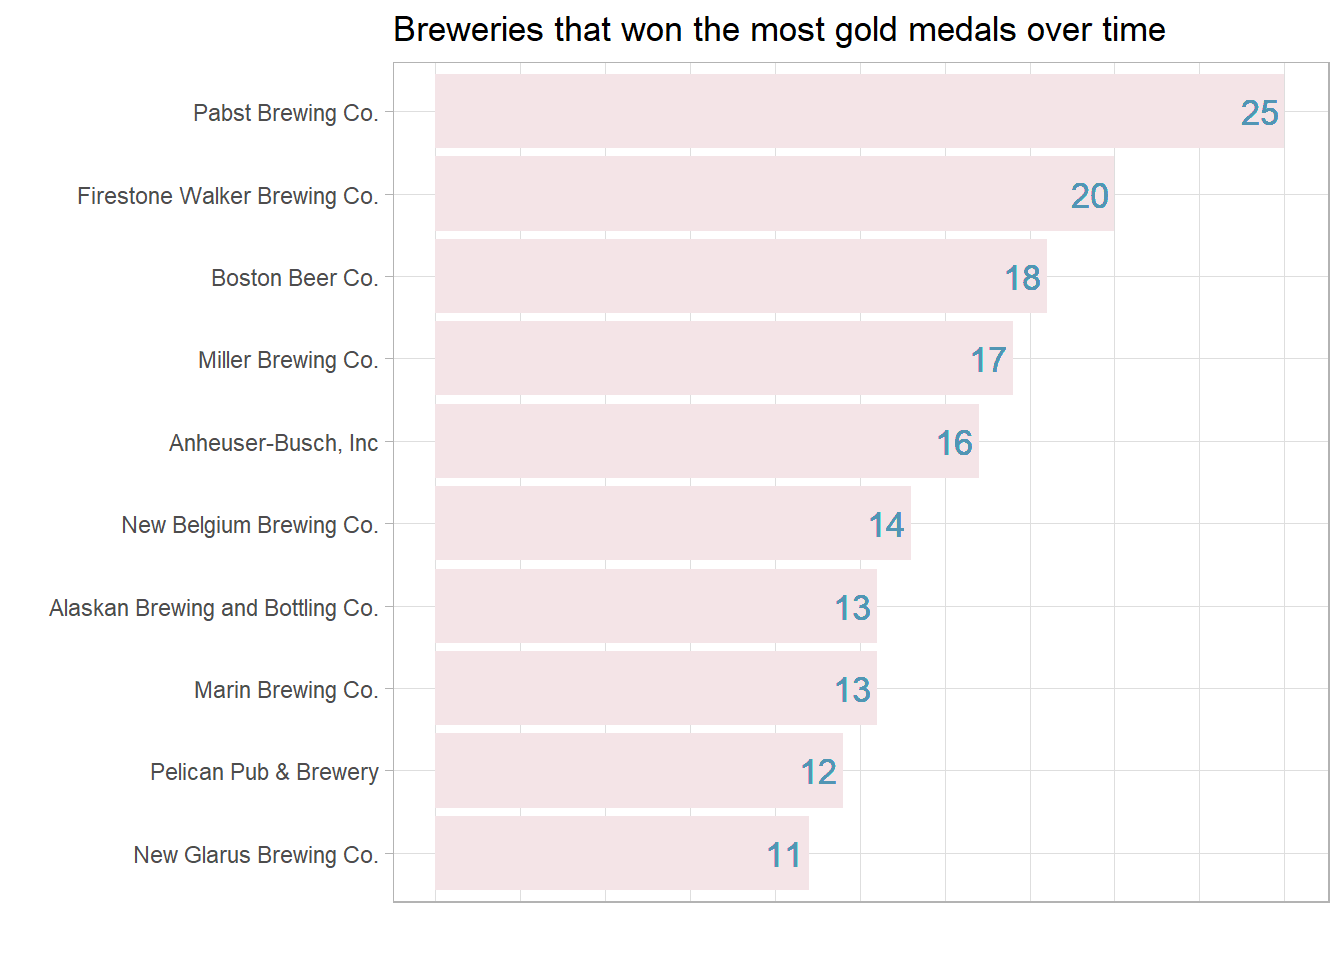 Breweries that won the most gold medals over time
Pabst Brewing Co. 25
Firestone Walker Brewing Co. 20
Boston Beer Co. 18
Miller Brewing Co. 17
Anheuser-Busch, Inc 16
New Belgium Brewing Co. 14
Alaskan Brewing and Bottling Co. 13
Marin Brewing Co. 13
Pelican Pub & Brewery 12
New Glarus Brewing Co. 11